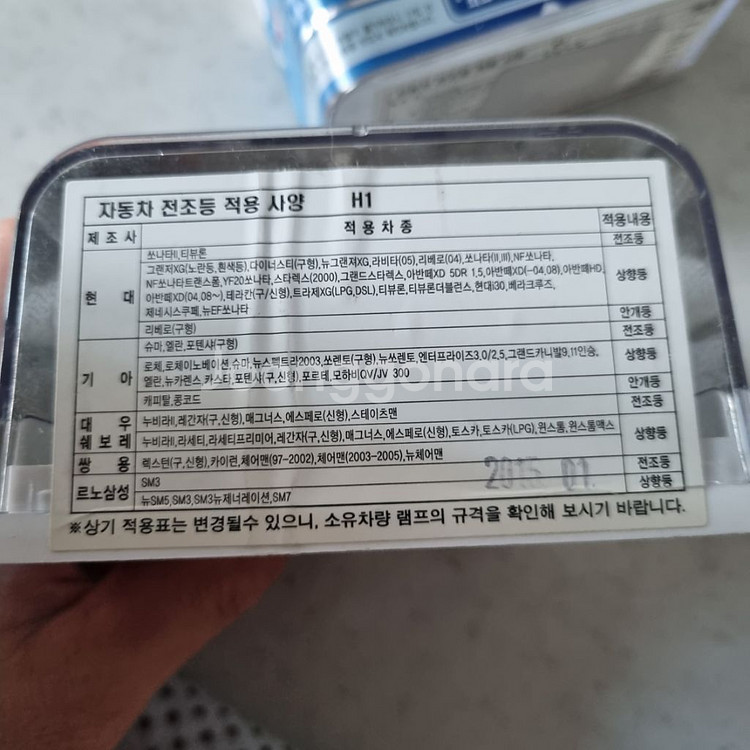 자동차 전조등 적용 사양 H1
제조사 적용차종 적용내용
현대 쏘나타II,티뷰론 전조등
그랜져XG(노란등,흰색등),다이너스티(구형),뉴그랜져XG,라비타(05),리베로(04),쏘나타(II,III),NF쏘나타,
NF쏘나타트랜스폼,YF20쏘나타,스타렉스(2000),그랜드스타렉스,아반떼XD 5DR 1.5,아반떼XD(-04.08),아반떼HD,
아반떼XD(04.08~),테라칸(구/신형),트라제XG(LPG,DSL),티뷰론,티뷰론더블런스,현대i30,베라크루즈, 상향등
제네시스쿠페,뉴EF쏘나타 안개등
리베로(구형) 전조등
기아 슈마,엘란,포텐샤(구형)
로체,로체이노베이션,슈마,뉴스펙트라2003,쏘렌토(구형),뉴쏘렌토,엔터프라이즈3.0/2.5,그랜드카니발9,11인승, 상향등
엘란,뉴카렌스,카스타,포텐샤(구,신형),포르테,모하비QV/JV 300 안개등
캐피탈,콩코드 전조등
대우 쉐보레 누비라II,레간자(구,신형),매그너스,에스페로(신형),스테이츠맨
누비라II,라세티,라세티프리미어,레간자(구,신형),매그너스,에스페로(신형),토스카,토스카(LPG),윈스톰,윈스톰맥스 상향등
쌍용 렉스턴(구,신형),카이런,체어맨(97-2002),체어맨(2003-2005),뉴체어맨 전조등
르노삼성 SM3 상향등
뉴SM5,SM3,SM3뉴제너레이션,SM7
2015. 01.
※상기 적용표는 변경될수 있으니, 소유차량 램프의 규격을 확인해 보시기 바랍니다.